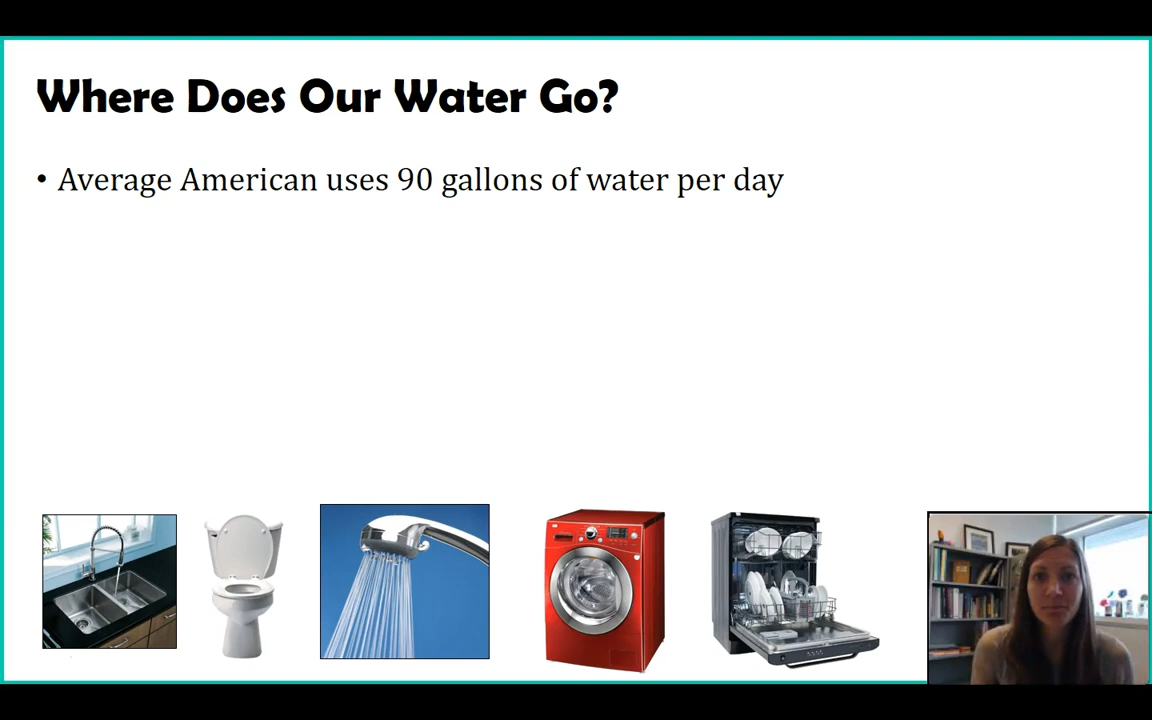 Where Does Our Water Go?
• Average American uses 90 gallons of water per day